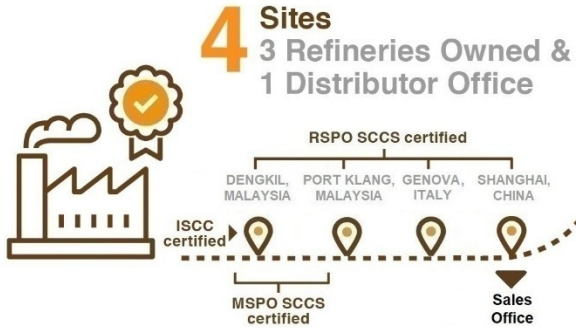 4 Sites
3 Refineries Owned &
1 Distributor Office
RSPO SCCS certified
DENGKIL,
MALAYSIA
PORT KLANG,
MALAYSIA
GENOVA,
ITALY
SHANGHAI,
CHINA
ISCC
certified
MSPO SCCS
certified
Sales
Office